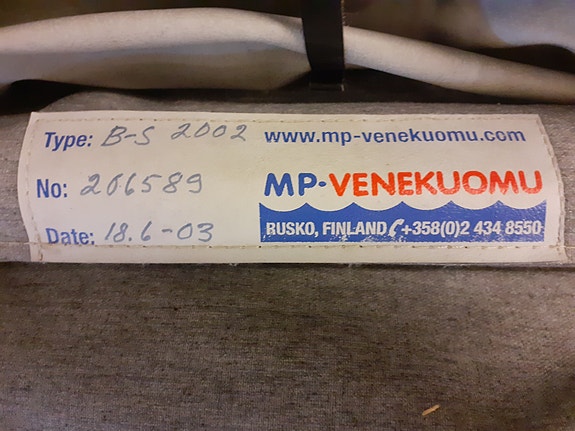 Type: B-S 2002
www.mp-venekuomu.com
No: 206589
MP-VENEKUOMU
Date: 18.6-03
RUSKO, FINLAND +358(0)2 434 8550